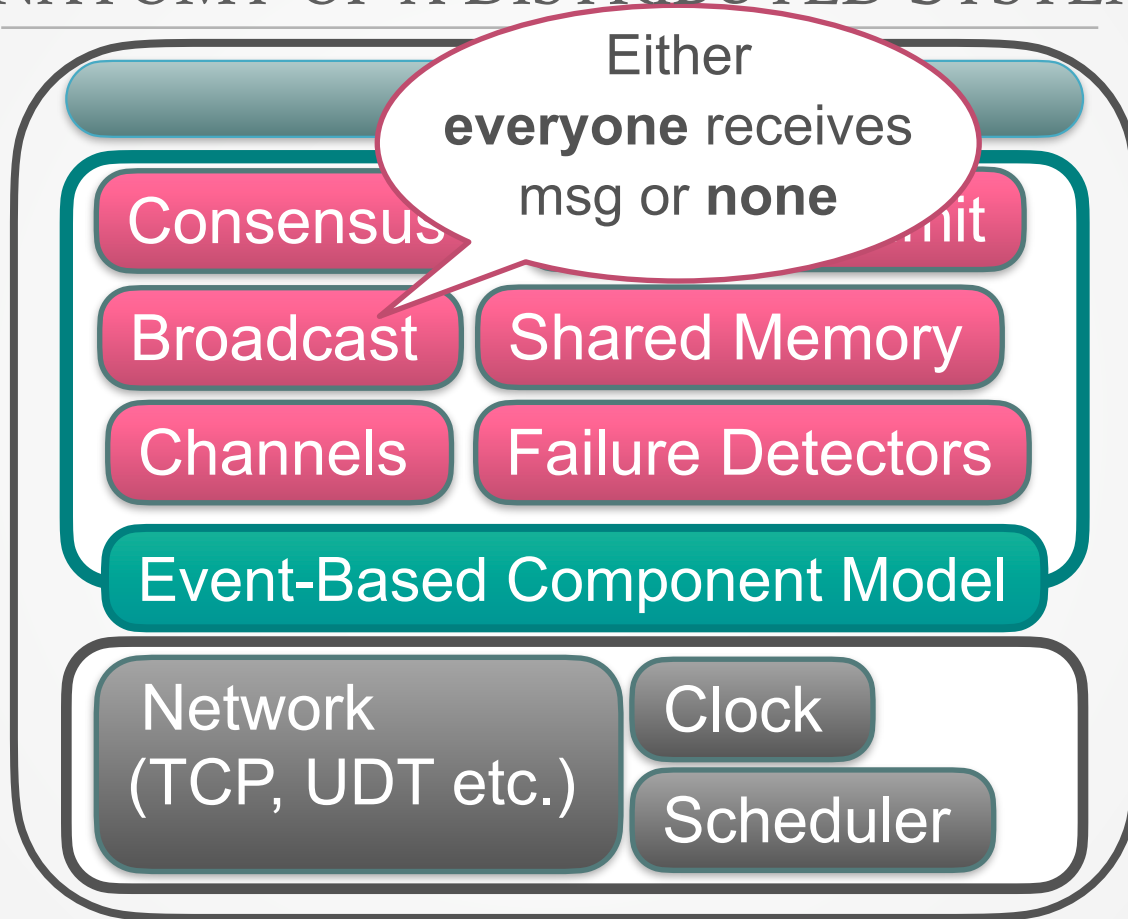 Either
everyone receives
msg or none
Consensus
Broadcast
Shared Memory
Channels
Failure Detectors
Event-Based Component Model
Network
(TCP, UDT etc.)
Clock
Scheduler